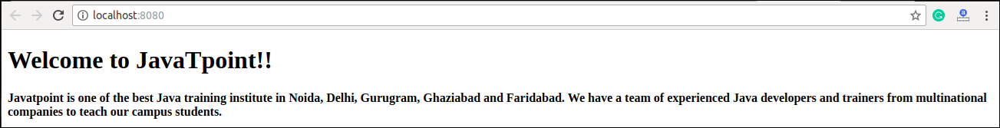 localhost:8080
Welcome to JavaTpoint!!
Javatpoint is one of the best Java training institute in Noida, Delhi, Gurugram, Ghaziabad and Faridabad. We have a team of experienced Java developers and trainers from multinational
companies to teach our campus students.